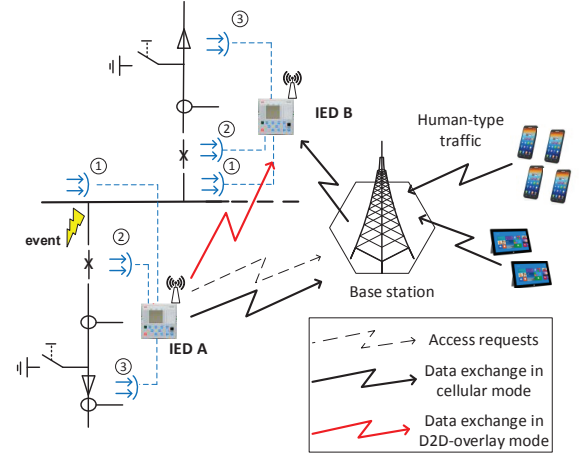 ③
IED B
②
①
Human-type
traffic
①
event
②
Base station
IED A
③
Access requests
Data exchange in
cellular mode
Data exchange in
D2D-overlay mode